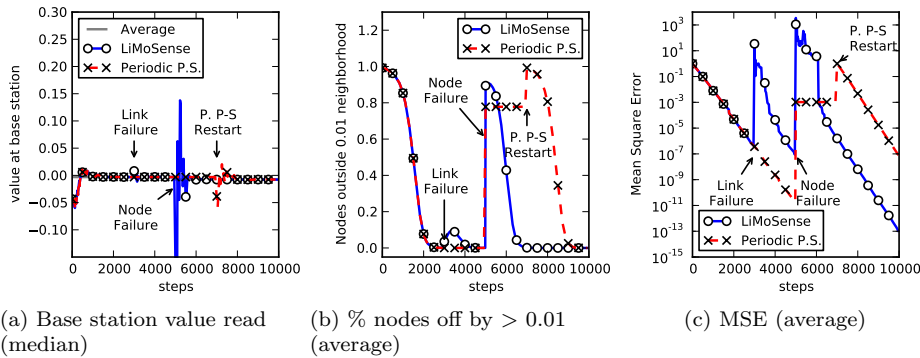 value at base station
0.30
0.25
0.20
0.15
0.10
0.05
0.00
−0.05
−0.10
Average
LiMoSense
Periodic P.S.
Link
Failure
P. P-S
Restart
Node
Failure
0 2000 4000 6000 8000 10000
steps
(a) Base station value read
(median)
Nodes outside 0.01 neighborhood
1.2
1.0
0.8
0.6
0.4
0.2
0.0
LiMoSense
Periodic P.S.
Node
Failure
P. P-S
Restart
Link
Failure
0 2000 4000 6000 8000 10000
steps
(b) % nodes off by > 0.01
(average)
Mean Square Error
10^3
10^1
10^-1
10^-3
10^-5
10^-7
10^-9
10^-11
10^-13
10^-15
P. P-S
Restart
Link
Failure
Node
Failure
LiMoSense
Periodic P.S.
0 2000 4000 6000 8000 10000
steps
(c) MSE (average)